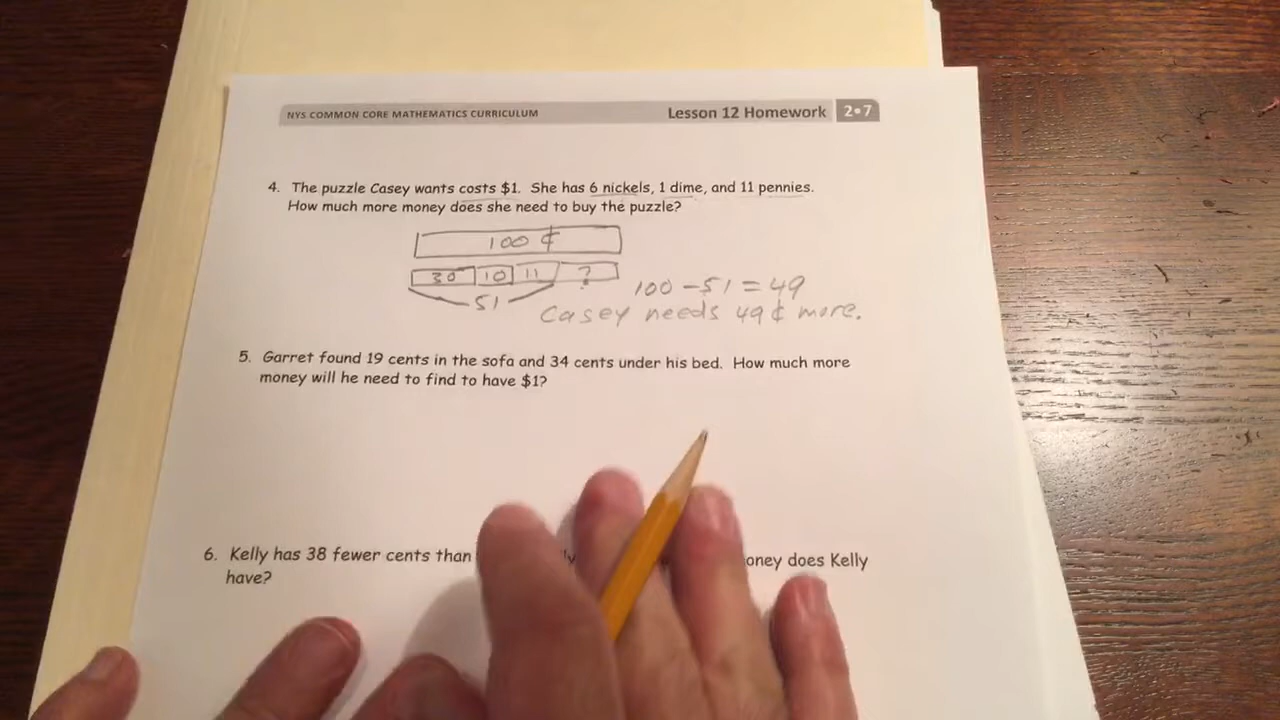 NYS COMMON CORE MATHEMATICS CURRICULUM Lesson 12 Homework 2•7
4. The puzzle Casey wants costs $1. She has 6 nickels, 1 dime, and 11 pennies.
How much more money does she need to buy the puzzle?
100 ¢
30 10 11 ?
51
100 - 51 = 49
Casey needs 49¢ more.
5. Garret found 19 cents in the sofa and 34 cents under his bed. How much more
money will he need to find to have $1?
6. Kelly has 38 fewer cents than money does Kelly
have?